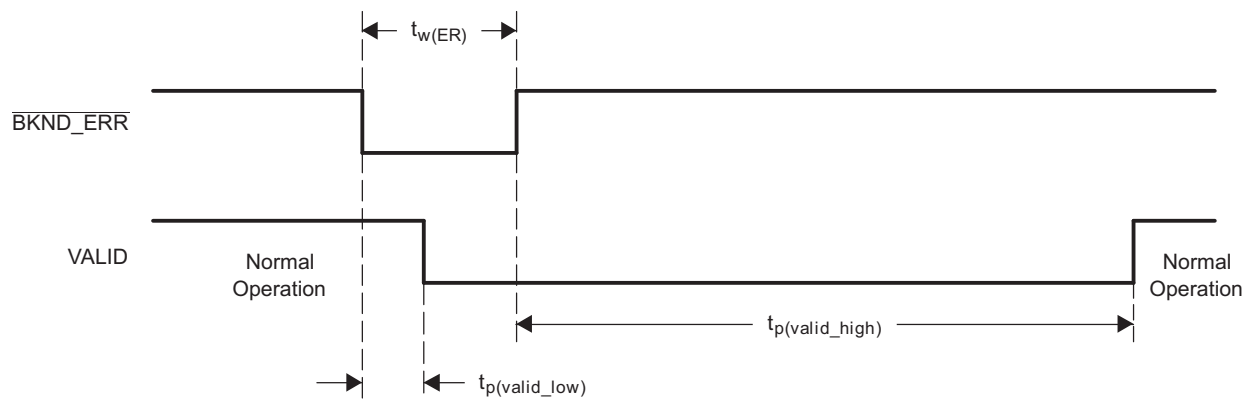 tw(ER)
BKND_ERR
VALID
Normal
Operation
Normal
Operation
tp(valid_high)
tp(valid_low)